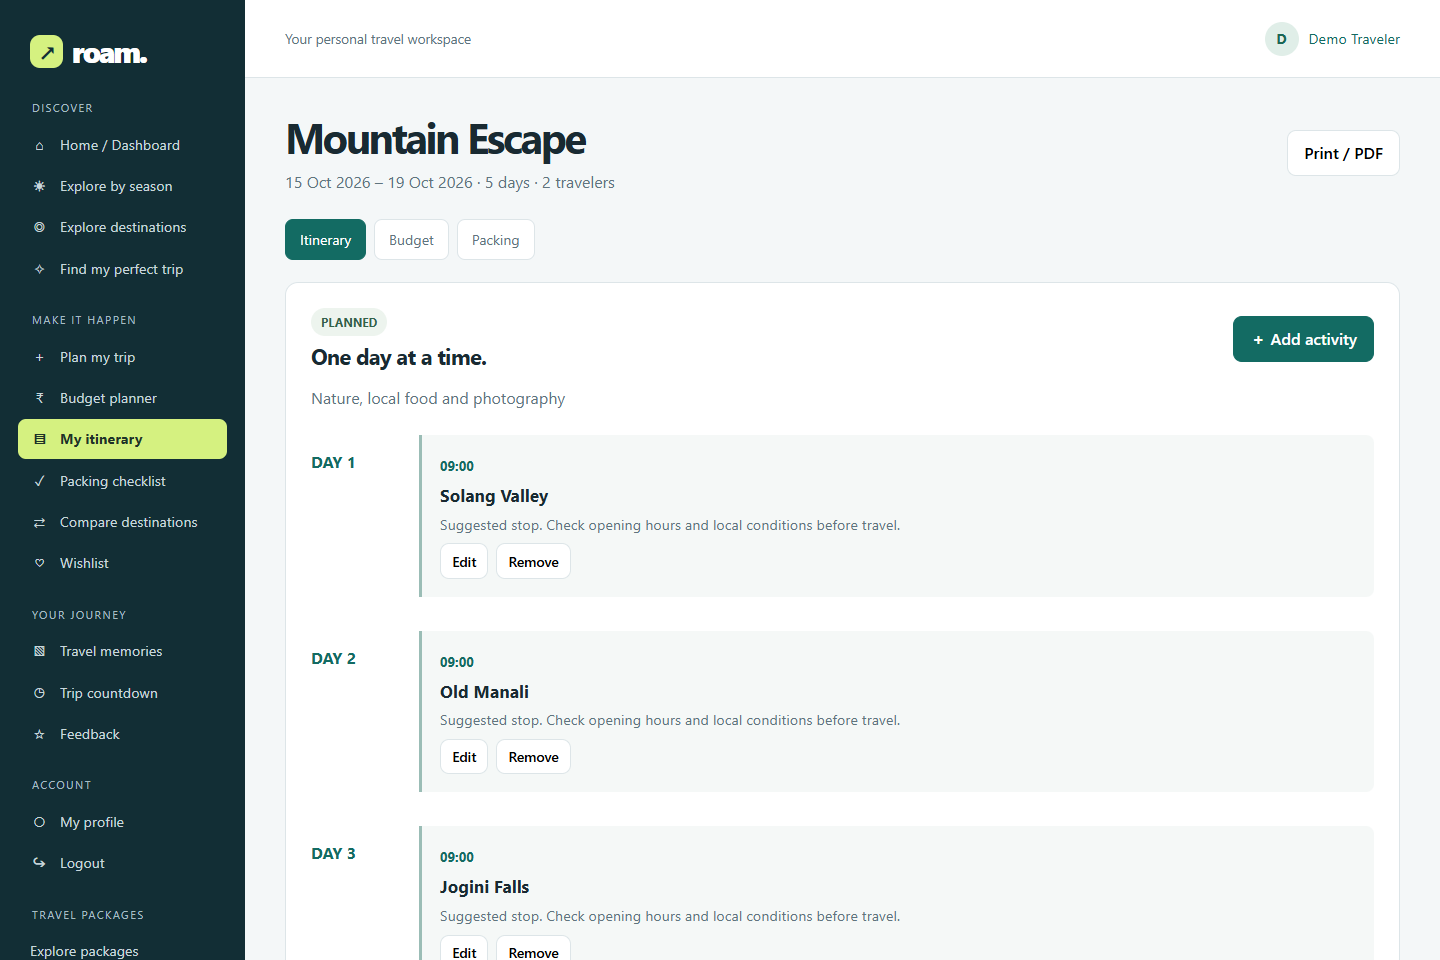 roam.
DISCOVER
Home / Dashboard
Explore by season
Explore destinations
Find my perfect trip
MAKE IT HAPPEN
+ Plan my trip
₹ Budget planner
My itinerary
✓ Packing checklist
Compare destinations
Wishlist
YOUR JOURNEY
Travel memories
Trip countdown
Feedback
ACCOUNT
My profile
Logout
TRAVEL PACKAGES
Explore packages
Your personal travel workspace
D Demo Traveler
Mountain Escape
Print / PDF
15 Oct 2026 – 19 Oct 2026 · 5 days · 2 travelers
Itinerary Budget Packing
PLANNED
One day at a time.
+ Add activity
Nature, local food and photography
DAY 1
09:00
Solang Valley
Suggested stop. Check opening hours and local conditions before travel.
Edit Remove
DAY 2
09:00
Old Manali
Suggested stop. Check opening hours and local conditions before travel.
Edit Remove
DAY 3
09:00
Jogini Falls
Suggested stop. Check opening hours and local conditions before travel.
Edit Remove